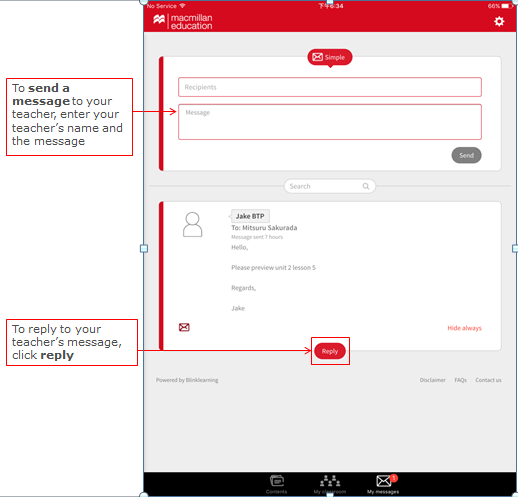 No Service
下午6:34
66%
macmillan
education
Simple
Recipients
Message
Send
Search
To send a
message to your
teacher, enter your
teacher's name and
the message
Jake BTP
To: Mitsuru Sakurada
Message sent 7 hours
Hello,
Please preview unit 2 lesson 5
Regards,
Jake
Hide always
To reply to your
teacher's message,
click reply
Reply
Powered by Blinklearning
Disclaimer FAQs Contact us
Contents
My classroom
My messages
1